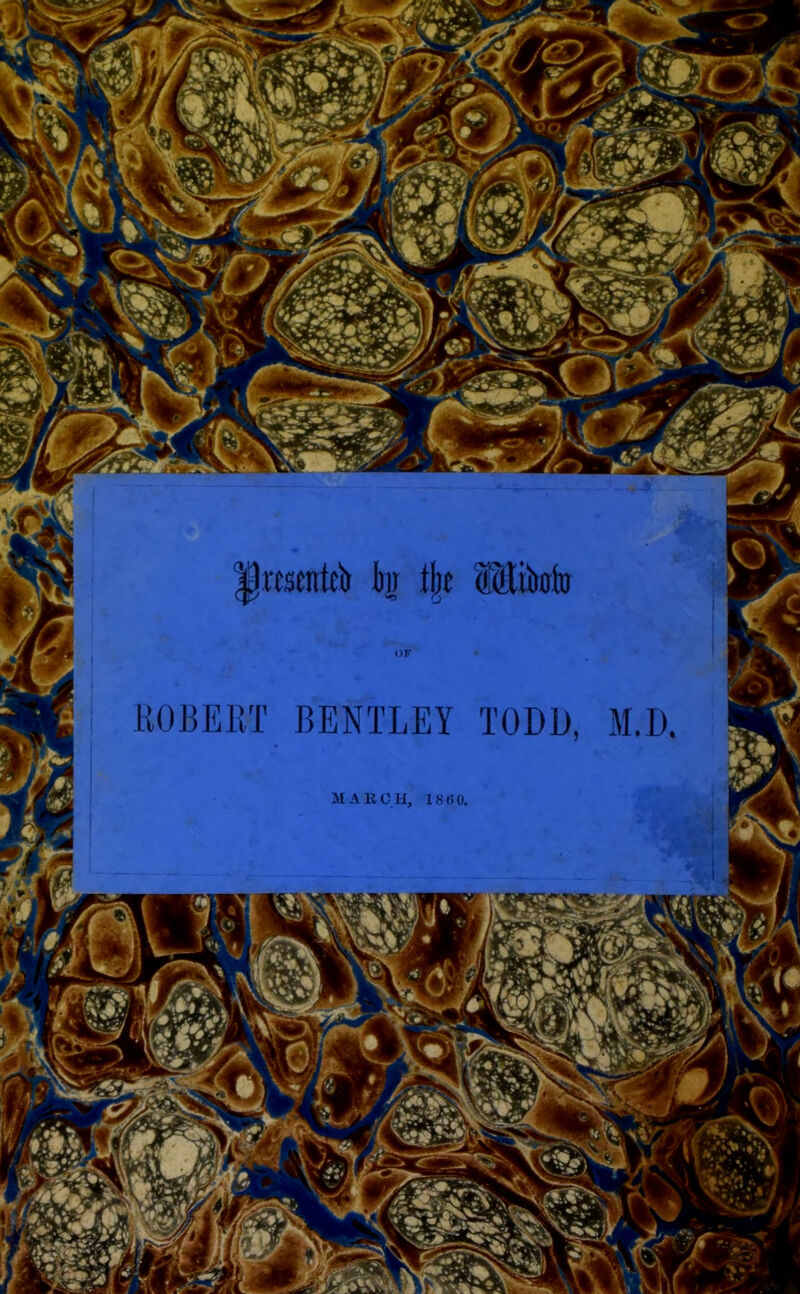 Presented by the Widow
OF
ROBERT BENTLEY TODD, M.D.
MARCH, 1860.